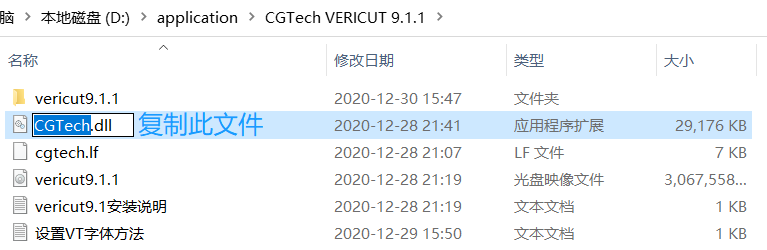 脑 > 本地磁盘 (D:) > application > CGTech VERICUT 9.1.1 >
名称 修改日期 类型 大小
vericut9.1.1 2020-12-30 15:47 文件夹
CGTech.dll 复制此文件 2020-12-28 21:41 应用程序扩展 29,176 KB
cgtech.lf 2020-12-28 21:07 LF 文件 7 KB
vericut9.1.1 2020-12-28 21:19 光盘映像文件 3,067,558...
vericut9.1安装说明 2020-12-28 21:19 文本文档 1 KB
设置VT字体方法 2020-12-29 15:50 文本文档 1 KB